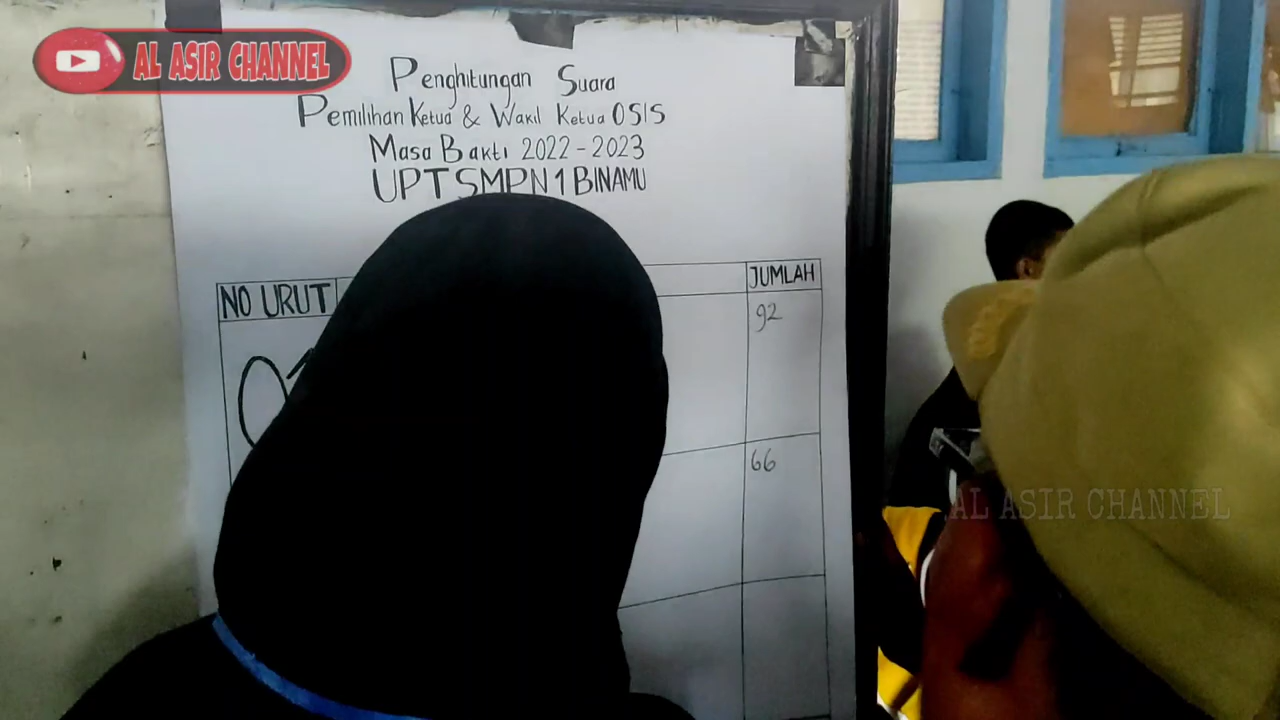 AL ASIR CHANNEL
Penghitungan Suara
Pemilihan Ketua & Wakil Ketua OSIS
Masa Bakti 2022-2023
UPT SMPN 1 BINAMU
NO URUT
JUMLAH
92
01
66
AL ASIR CHANNEL